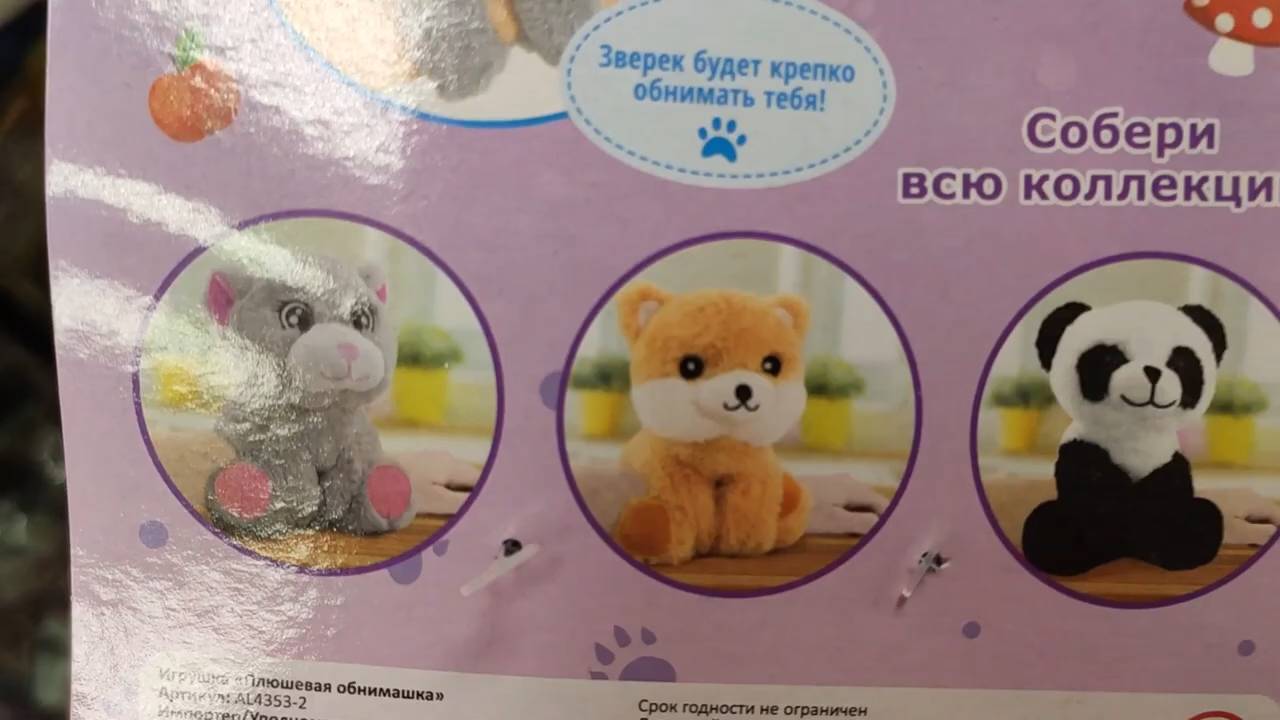 Зверек будет крепко
обнимать тебя!
Собери
всю коллекци
Игрушка «Плюшевая обнимашка»
Артикул: AL4353-2
Срок годности не ограничен